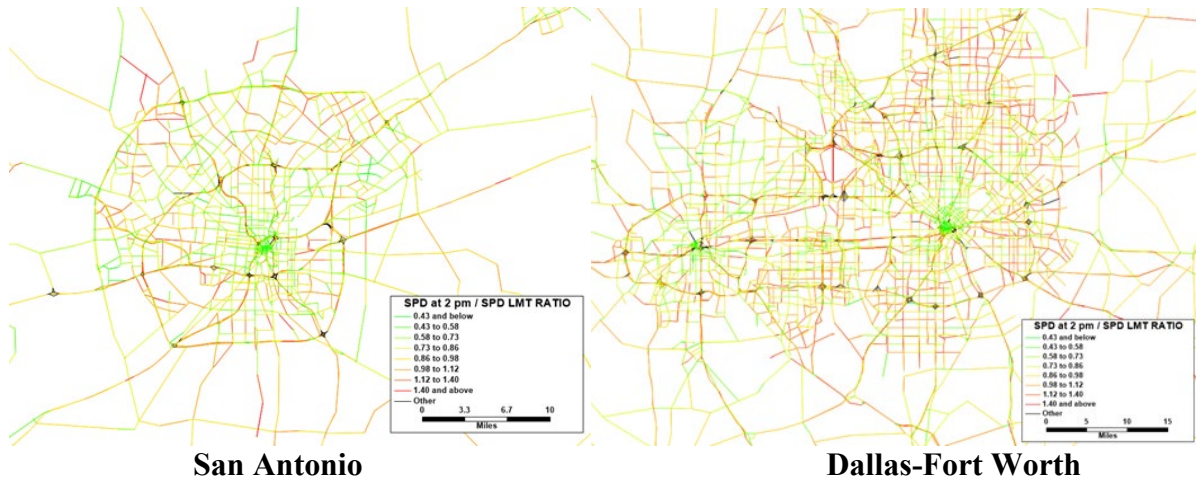 SPD at 2 pm / SPD LMT RATIO
0.43 and below
0.43 to 0.58
0.58 to 0.73
0.73 to 0.86
0.86 to 0.98
0.98 to 1.12
1.12 to 1.40
1.40 and above
Other
0 3.3 6.7 10
Miles
SPD at 2 pm / SPD LMT RATIO
0.43 and below
0.43 to 0.58
0.58 to 0.73
0.73 to 0.86
0.86 to 0.98
0.98 to 1.12
1.12 to 1.40
1.40 and above
Other
0 5 10 15
Miles
San Antonio
Dallas-Fort Worth